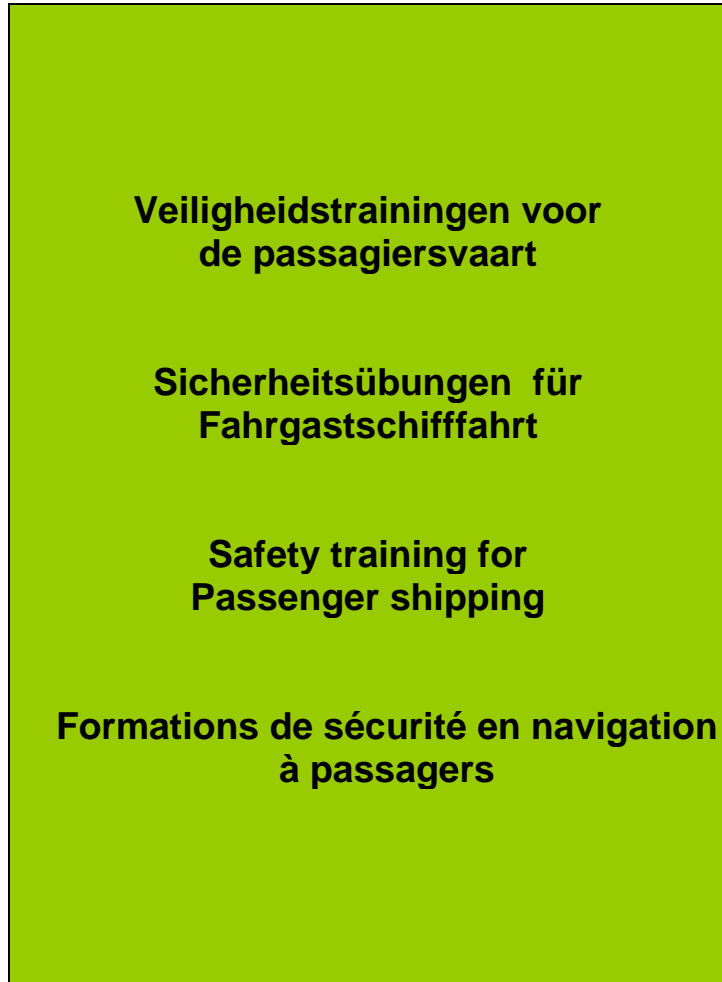 Veiligheidstrainingen voor
de passagiersvaart
Sicherheitsübungen für
Fahrgastschifffahrt
Safety training for
Passenger shipping
Formations de sécurité en navigation
à passagers